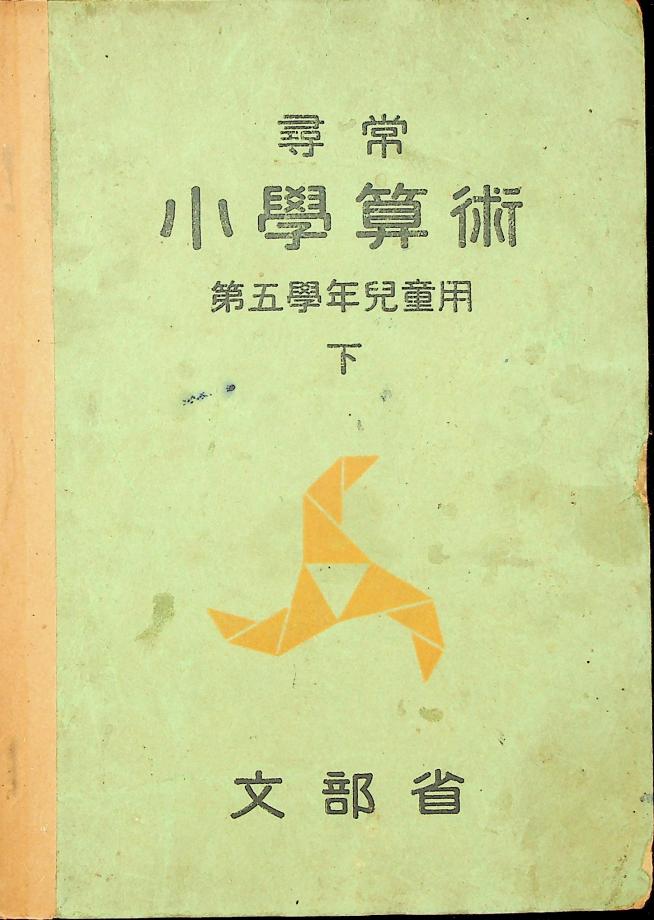 尋常
小學算術
第五學年兒童用
下
文部省